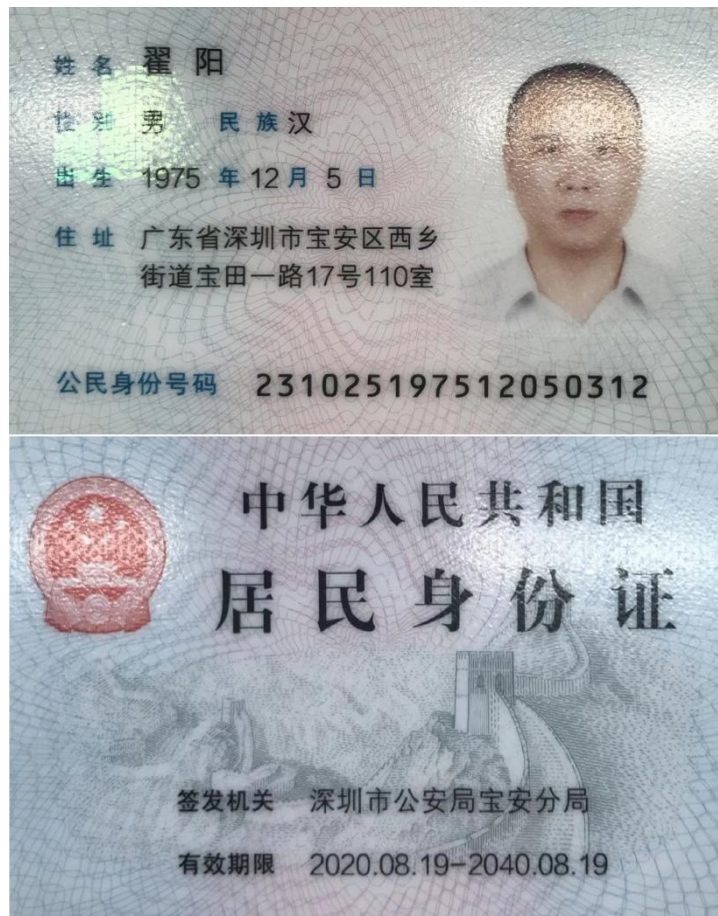 姓名 翟阳
性别 男 民族 汉
出生 1975 年 12 月 5 日
住址 广东省深圳市宝安区西乡
街道宝田一路17号110室
公民身份号码 231025197512050312
中华人民共和国
居民身份证
签发机关 深圳市公安局宝安分局
有效期限 2020.08.19-2040.08.19